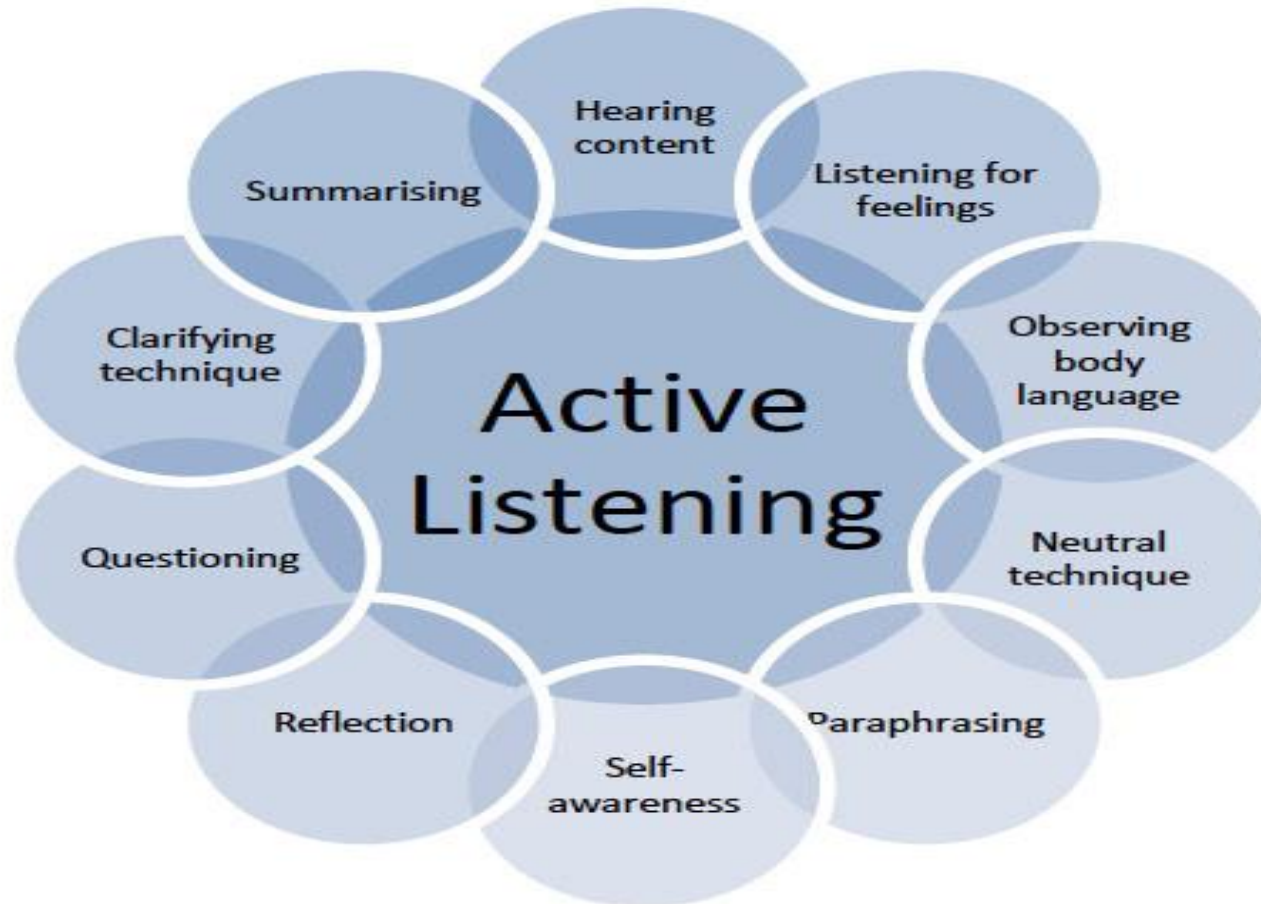 Hearing
content
Listening for
feelings
Observing
body
language
Neutral
technique
Paraphrasing
Self-
awareness
Reflection
Questioning
Clarifying
technique
Summarising
Active
Listening